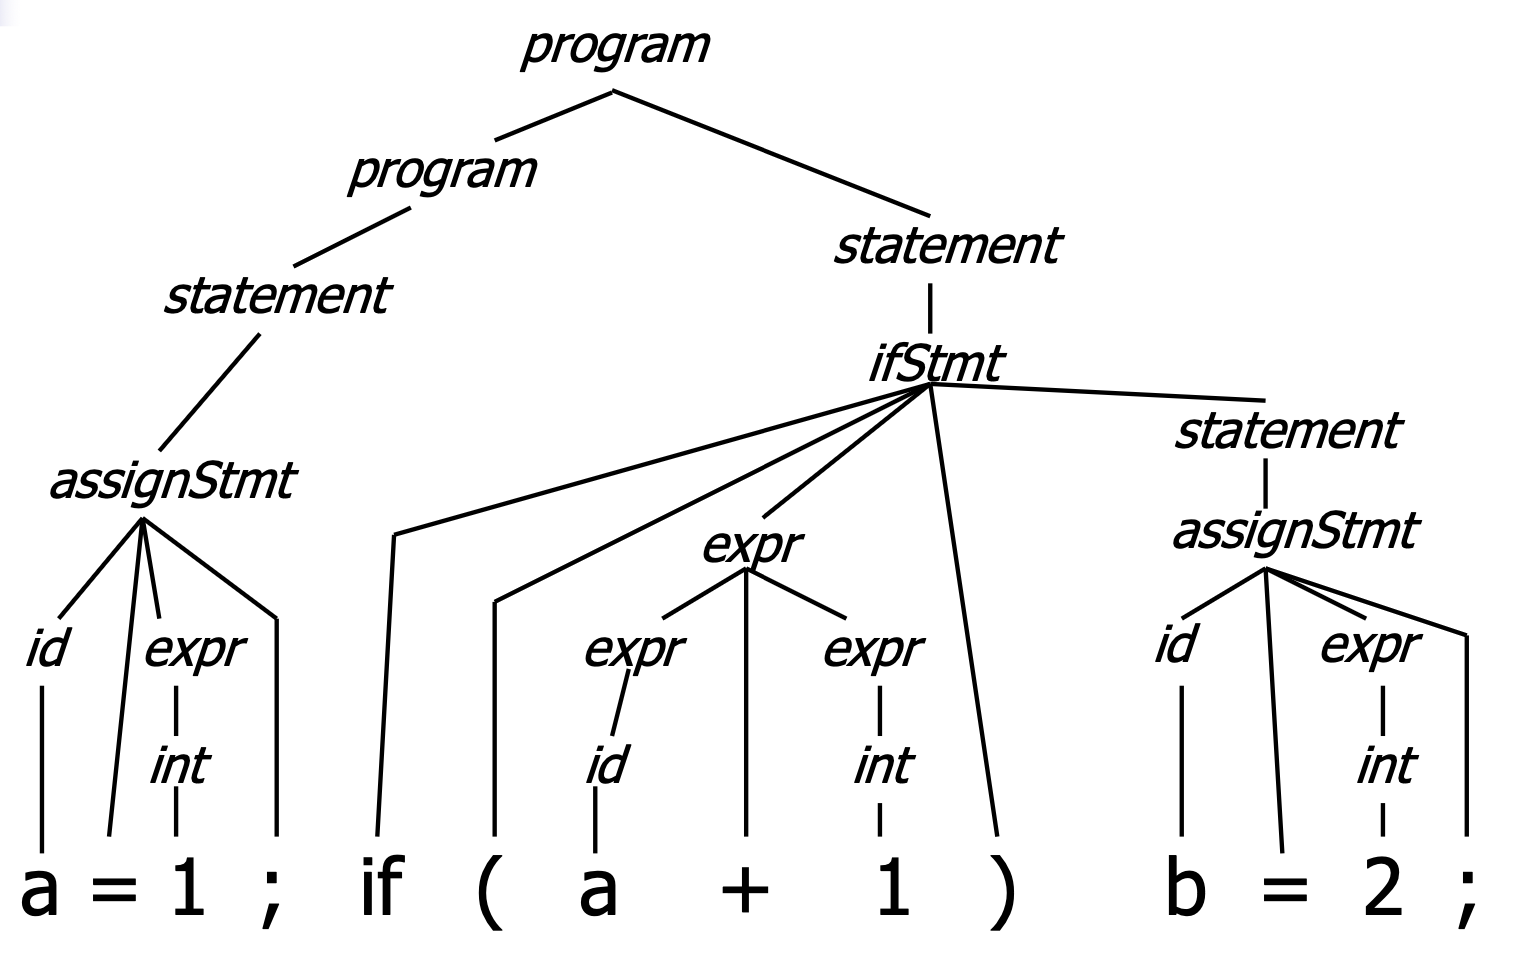 program
program
statement
statement
ifStmt
statement
assignStmt
assignStmt
expr
id expr expr expr id expr
int id int int
a = 1 ; if ( a + 1 ) b = 2 ;